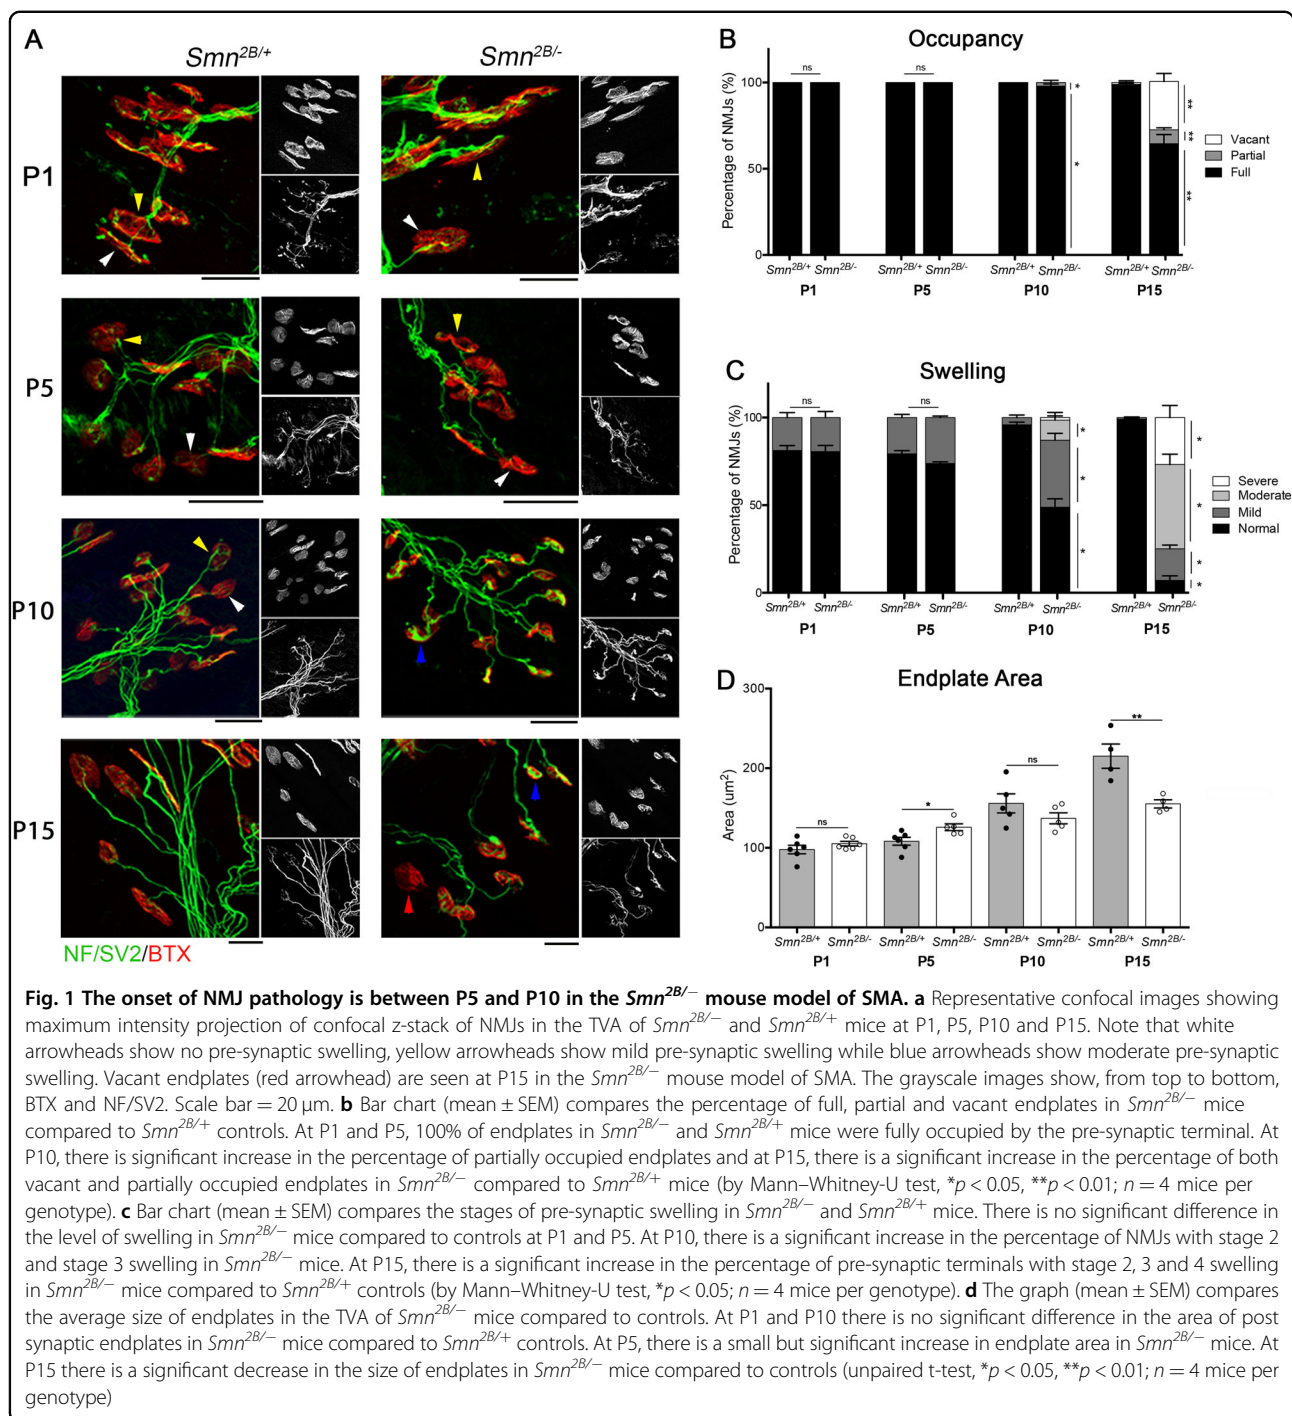 A
Smn2B/+
Smn2B/-
P1
P5
P10
P15
NF/SV2/BTX
B
Occupancy
Percentage of NMJs (%)
100
50
0
ns
ns
*
*
**
**
**
Vacant
Partial
Full
Smn2B/+ Smn2B/-
Smn2B/+ Smn2B/-
Smn2B/+ Smn2B/-
Smn2B/+ Smn2B/-
P1
P5
P10
P15
C
Swelling
Percentage of NMJs (%)
100
50
0
ns
ns
*
*
*
*
*
*
*
Severe
Moderate
Mild
Normal
Smn2B/+ Smn2B/-
Smn2B/+ Smn2B/-
Smn2B/+ Smn2B/-
Smn2B/+ Smn2B/-
P1
P5
P10
P15
D
Endplate Area
Area (um2)
300
200
100
0
ns
*
ns
**
Smn2B/+ Smn2B/-
Smn2B/+ Smn2B/-
Smn2B/+ Smn2B/-
Smn2B/+ Smn2B/-
P1
P5
P10
P15
Fig. 1 The onset of NMJ pathology is between P5 and P10 in the Smn2B/− mouse model of SMA. a Representative confocal images showing
maximum intensity projection of confocal z-stack of NMJs in the TVA of Smn2B/− and Smn2B/+ mice at P1, P5, P10 and P15. Note that white
arrowheads show no pre-synaptic swelling, yellow arrowheads show mild pre-synaptic swelling while blue arrowheads show moderate pre-synaptic
swelling. Vacant endplates (red arrowhead) are seen at P15 in the Smn2B/− mouse model of SMA. The grayscale images show, from top to bottom,
BTX and NF/SV2. Scale bar = 20 μm. b Bar chart (mean ± SEM) compares the percentage of full, partial and vacant endplates in Smn2B/− mice
compared to Smn2B/+ controls. At P1 and P5, 100% of endplates in Smn2B/− and Smn2B/+ mice were fully occupied by the pre-synaptic terminal. At
P10, there is significant increase in the percentage of partially occupied endplates and at P15, there is a significant increase in the percentage of both
vacant and partially occupied endplates in Smn2B/− compared to Smn2B/+ mice (by Mann–Whitney-U test, *p < 0.05, **p < 0.01; n = 4 mice per
genotype). c Bar chart (mean ± SEM) compares the stages of pre-synaptic swelling in Smn2B/− and Smn2B/+ mice. There is no significant difference in
the level of swelling in Smn2B/− mice compared to controls at P1 and P5. At P10, there is a significant increase in the percentage of NMJs with stage 2
and stage 3 swelling in Smn2B/− mice. At P15, there is a significant increase in the percentage of pre-synaptic terminals with stage 2, 3 and 4 swelling
in Smn2B/− mice compared to Smn2B/+ controls (by Mann–Whitney-U test, *p < 0.05; n = 4 mice per genotype). d The graph (mean ± SEM) compares
the average size of endplates in the TVA of Smn2B/− mice compared to controls. At P1 and P10 there is no significant difference in the area of post
synaptic endplates in Smn2B/− mice compared to Smn2B/+ controls. At P5, there is a small but significant increase in endplate area in Smn2B/− mice. At
P15 there is a significant decrease in the size of endplates in Smn2B/− mice compared to controls (unpaired t-test, *p < 0.05, **p < 0.01; n = 4 mice per
genotype)